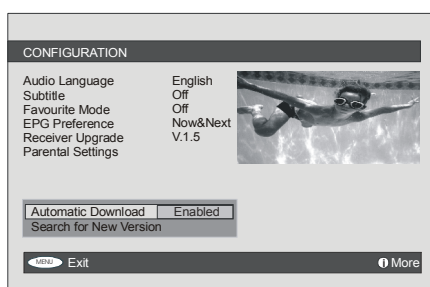 CONFIGURATION
Audio Language English
Subtitle Off
Favourite Mode Off
EPG Preference Now&Next
Receiver Upgrade V.1.5
Parental Settings
Automatic Download Enabled
Search for New Version
MENU Exit i More